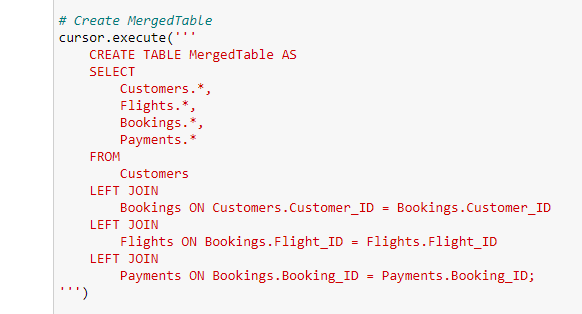 # Create MergedTable
cursor.execute('''
    CREATE TABLE MergedTable AS
    SELECT
        Customers.*,
        Flights.*,
        Bookings.*,
        Payments.*
    FROM
        Customers
    LEFT JOIN
        Bookings ON Customers.Customer_ID = Bookings.Customer_ID
    LEFT JOIN
        Flights ON Bookings.Flight_ID = Flights.Flight_ID
    LEFT JOIN
        Payments ON Bookings.Booking_ID = Payments.Booking_ID;
''')